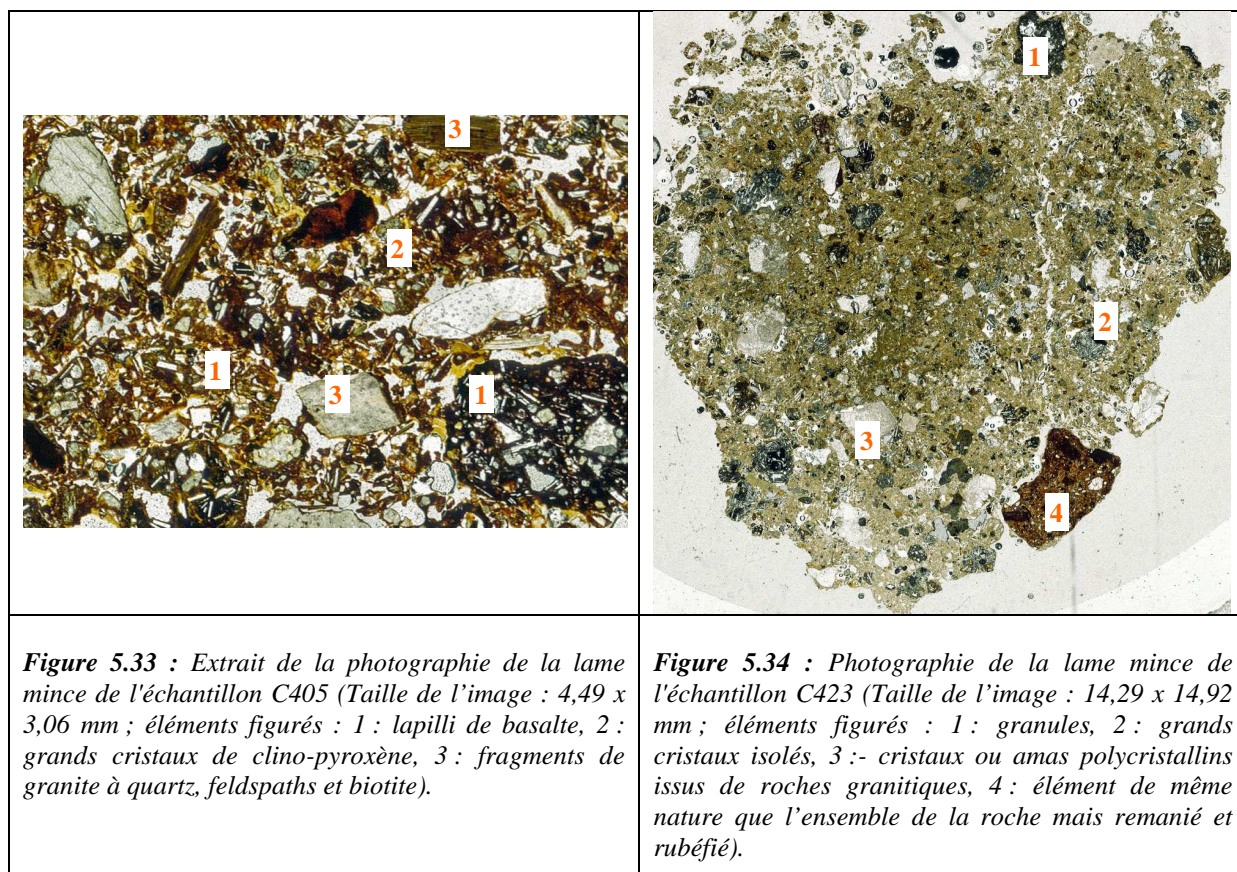 3
2
1
3
1
1
2
3
4
Figure 5.33 : Extrait de la photographie de la lame
mince de l'échantillon C405 (Taille de l'image : 4,49 x
3,06 mm ; éléments figurés : 1 : lapilli de basalte, 2 :
grands cristaux de clino-pyroxène, 3 : fragments de
granite à quartz, feldspaths et biotite).
Figure 5.34 : Photographie de la lame mince de
l'échantillon C423 (Taille de l'image : 14,29 x 14,92
mm ; éléments figurés : 1 : granules, 2 : grands
cristaux isolés, 3 :- cristaux ou amas polycristallins
issus de roches granitiques, 4 : élément de même
nature que l'ensemble de la roche mais remanié et
rubéfié).